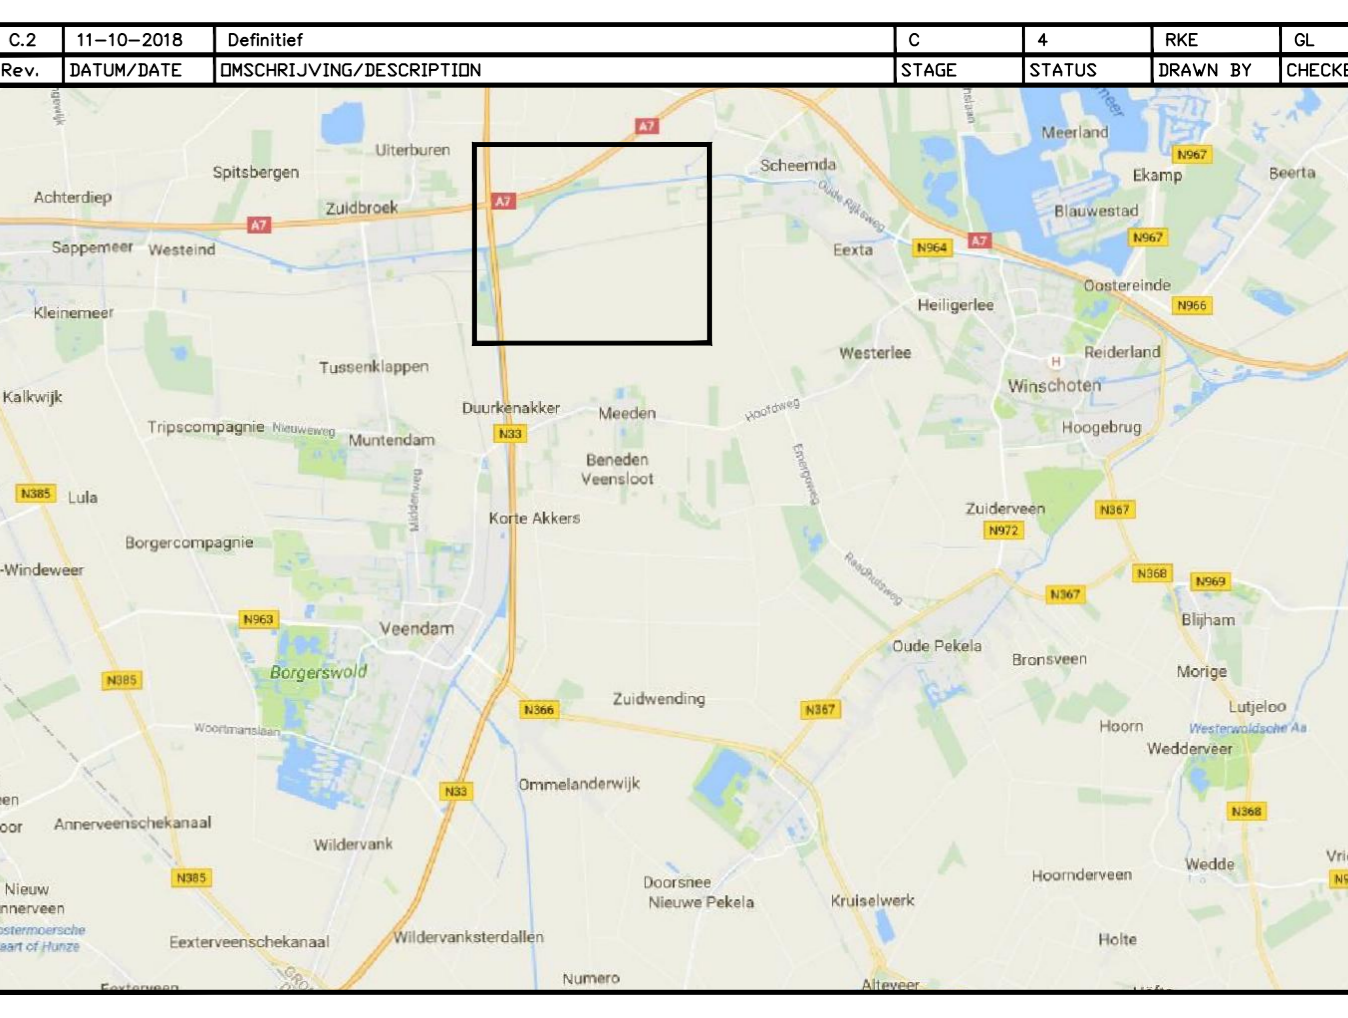 C.2 11-10-2018 Definitief C 4 RKE GL
Rev. DATUM/DATE OMSCHRIJVING/DESCRIPTION STAGE STATUS DRAWN BY
Meerland
A7
Uiterburen
N967
Scheemda
Spitsbergen
Ekamp
Beerta
Achterdiep
Oude Rijksweg
A7
Zuidbroek
Blauwestad
A7
N967
A7
Sappemeer
Westeind
Eexta
N964
Oostereinde
Kleinemeer
Heiligerlee
N966
Westerlee
Reiderland
H
Tussenklappen
Winschoten
Kalkwijk
Duurkenakker
Meeden
Hoofdweg
Tripscompagnie
Nieuweweg
Muntendam
N33
Hoogebrug
Beneden
Veensloot
Emergoweg
N385
Lula
Middenweg
Korte Akkers
Zuiderveen
N367
N972
Borgercompagnie
-Windeweer
Raadhuisweg
N368
N969
N367
N963
Veendam
Blijham
Oude Pekela
Bronsveen
Borgerswold
Morige
N385
Zuidwending
N366
N367
Lutjeloo
Woortmanslaan
Hoorn
Westerwoldsche Aa
Wedderveer
Ommelanderwijk
N33
N368
Annerveenschekanaal
Wildervank
Wedde
N385
Doorsnee
Hoornderveen
Nieuw
Nieuwe Pekela
Kruiselwerk
Eexterveenschekanaal
Wildervanksterdallen
Holte
Numero
Alteveer